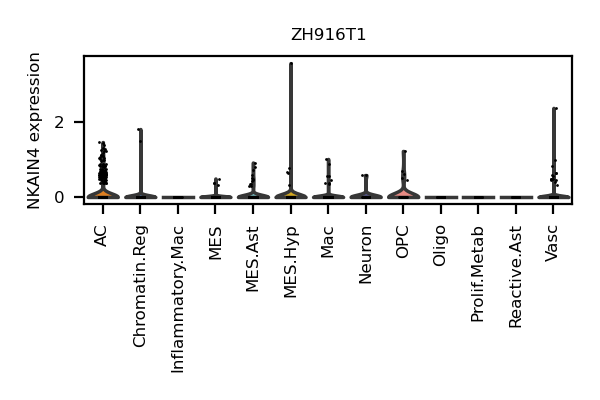 ZH916T1
NKAIN4 expression
2
0
AC
Chromatin.Reg
Inflammatory.Mac
MES
MES.Ast
MES.Hyp
Mac
Neuron
OPC
Oligo
Prolif.Metab
Reactive.Ast
Vasc